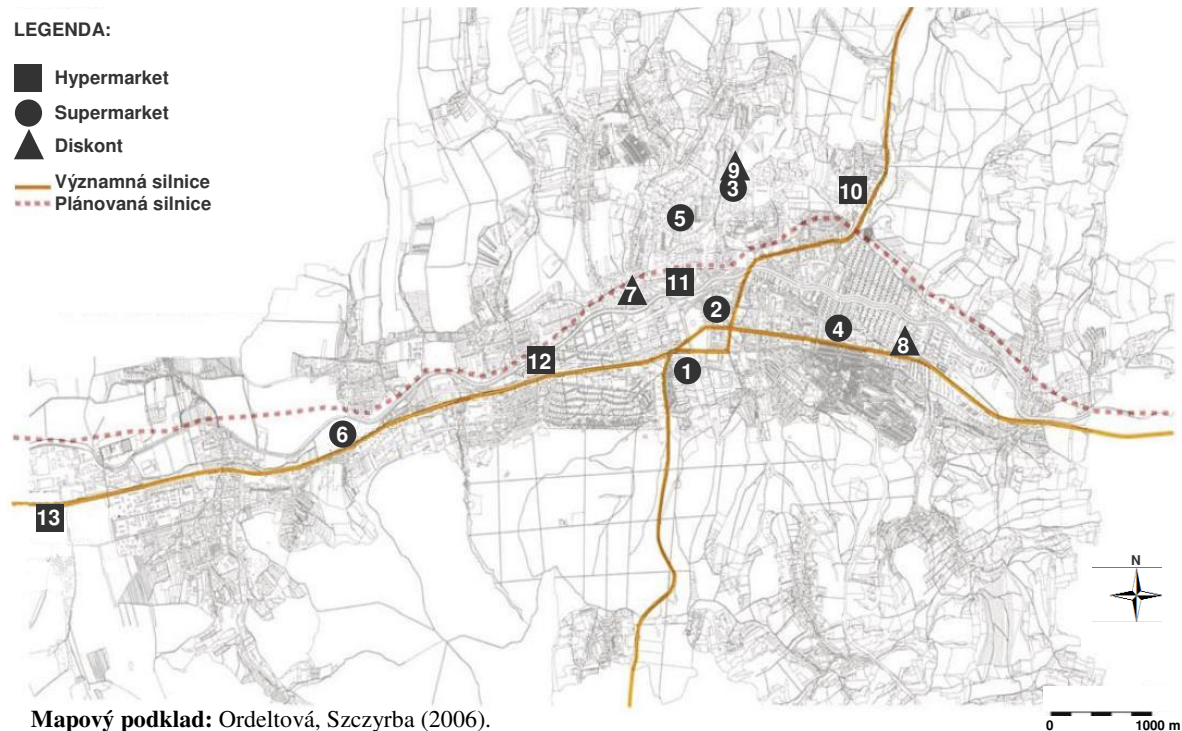 LEGENDA:
Hypermarket
Supermarket
Diskont
Významná silnice
Plánovaná silnice
9
3
10
5
11
7
2
4
8
12
1
6
13
N
Mapový podklad: Ordeltová, Szczyrba (2006).
0 1000 m